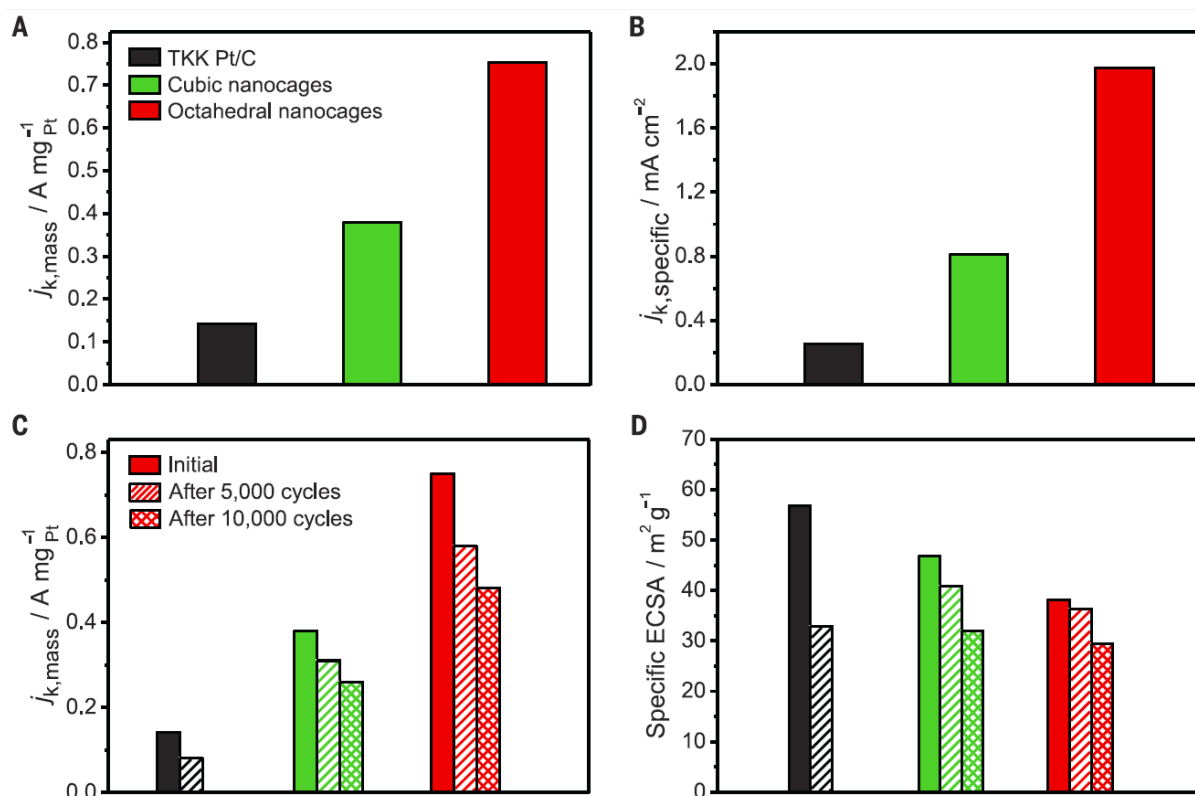 A
0.8
0.7
0.6
0.5
0.4
0.3
0.2
0.1
0.0
j k,mass / A mg⁻¹ Pt
TKK Pt/C
Cubic nanocages
Octahedral nanocages
B
2.0
1.6
1.2
0.8
0.4
0.0
j k,specific / mA cm⁻²
C
0.8
0.6
0.4
0.2
0.0
j k,mass / A mg⁻¹ Pt
Initial
After 5,000 cycles
After 10,000 cycles
D
70
60
50
40
30
20
10
0
Specific ECSA / m² g⁻¹